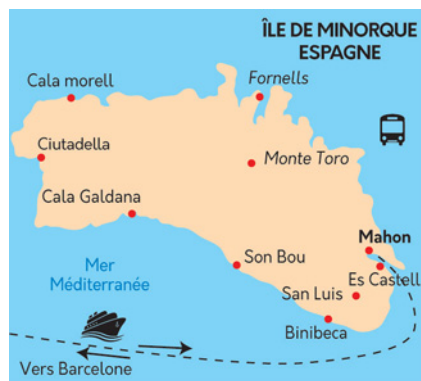 ÎLE DE MINORQUE
ESPAGNE
Cala morell
Fornells
Ciutadella
Monte Toro
Cala Galdana
Mahon
Son Bou
Es Castell
San Luis
Mer
Méditerranée
Binibeca
Vers Barcelone